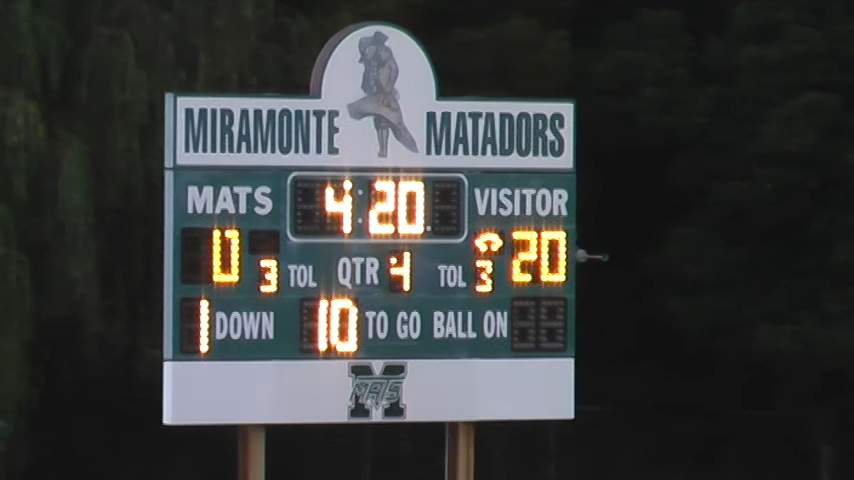 MIRAMONTE MATADORS
MATS 4:20 VISITOR
0 3 TOL QTR 4 TOL 3 20
1 DOWN 10 TO GO BALL ON
M
MATS